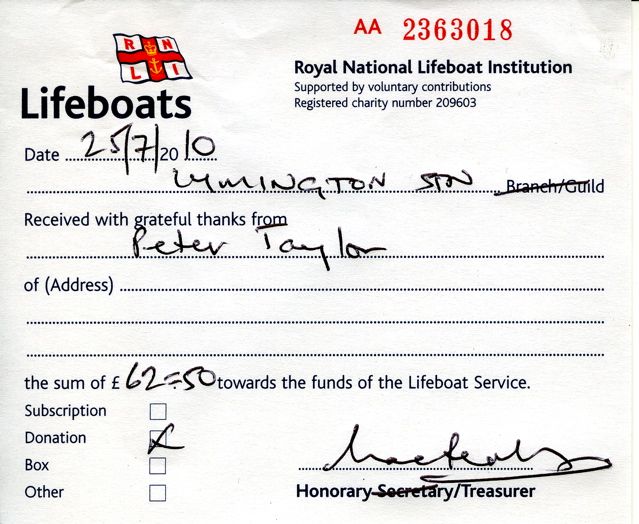 AA 2363018
R N
L I
Lifeboats
Royal National Lifeboat Institution
Supported by voluntary contributions
Registered charity number 209603
Date 25/7/20 10
LYMINGTON STN Branch/Guild
Received with grateful thanks from
Peter Taylor
of (Address)
the sum of £ 62=50 towards the funds of the Lifeboat Service.
Subscription
Donation X
Box
Other
Honorary Secretary/Treasurer